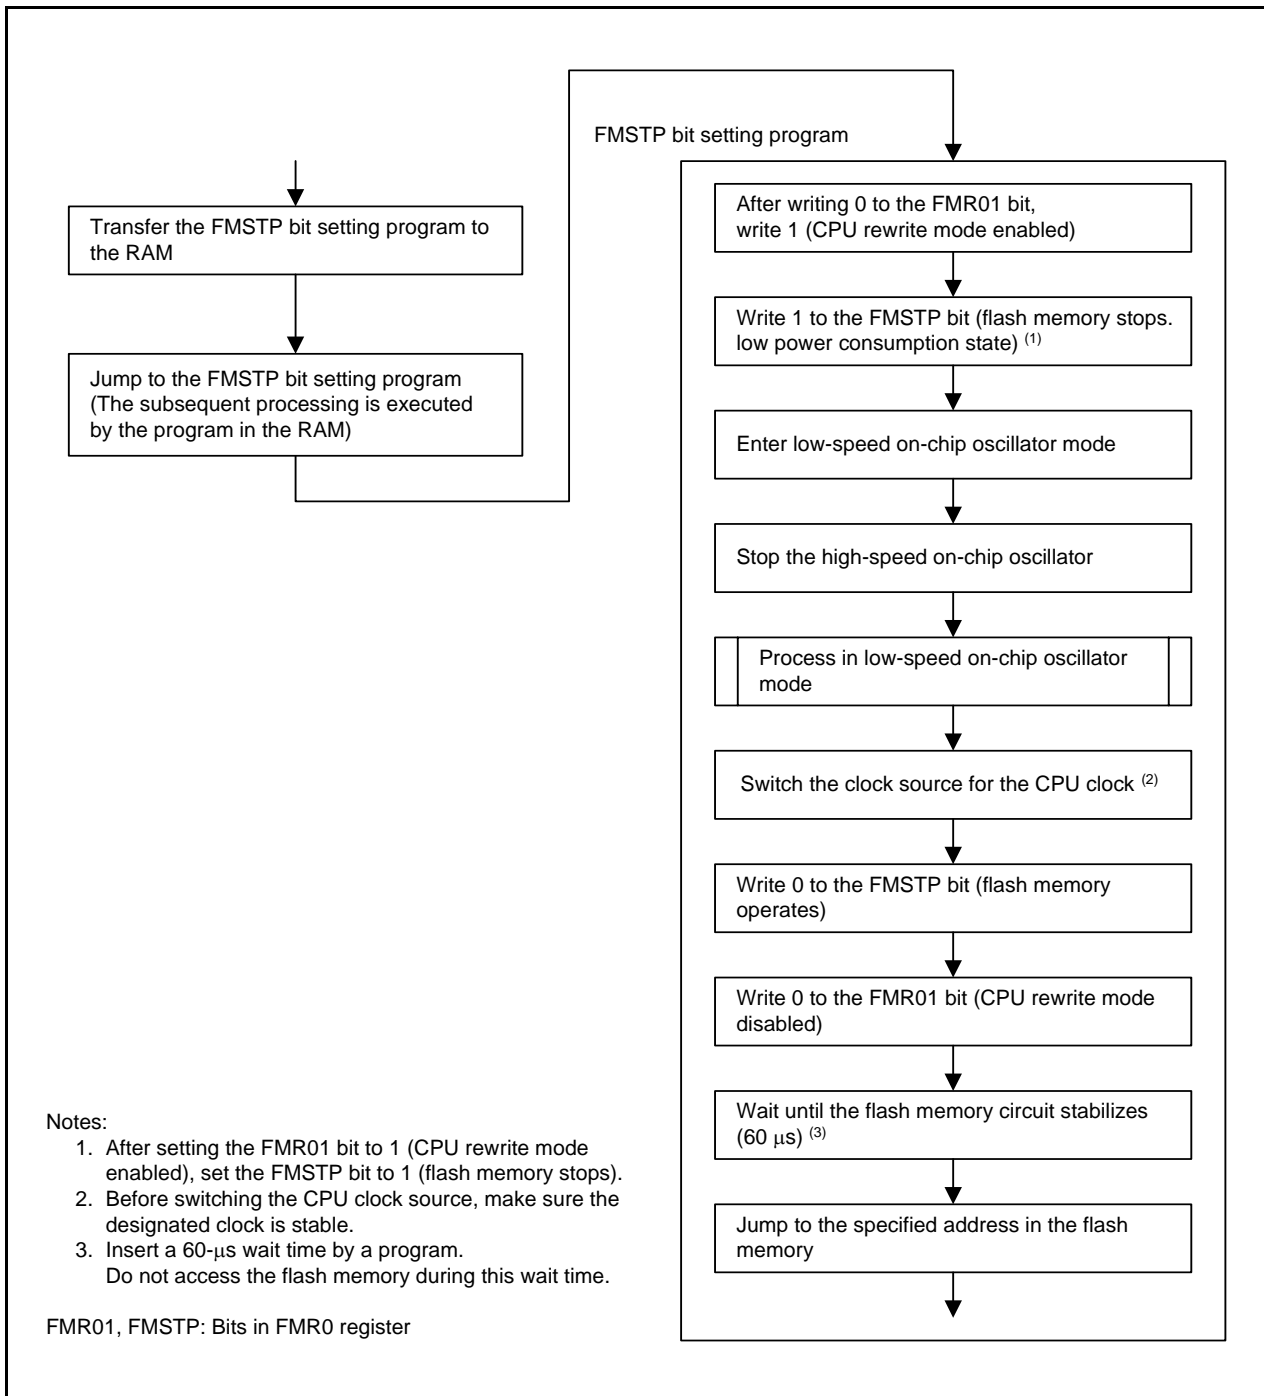 Transfer the FMSTP bit setting program to
the RAM
Jump to the FMSTP bit setting program
(The subsequent processing is executed
by the program in the RAM)
FMSTP bit setting program
After writing 0 to the FMR01 bit,
write 1 (CPU rewrite mode enabled)
Write 1 to the FMSTP bit (flash memory stops.
low power consumption state) (1)
Enter low-speed on-chip oscillator mode
Stop the high-speed on-chip oscillator
Process in low-speed on-chip oscillator
mode
Switch the clock source for the CPU clock (2)
Write 0 to the FMSTP bit (flash memory
operates)
Write 0 to the FMR01 bit (CPU rewrite mode
disabled)
Wait until the flash memory circuit stabilizes
(60 μs) (3)
Jump to the specified address in the flash
memory
Notes:
1. After setting the FMR01 bit to 1 (CPU rewrite mode
enabled), set the FMSTP bit to 1 (flash memory stops).
2. Before switching the CPU clock source, make sure the
designated clock is stable.
3. Insert a 60-μs wait time by a program.
Do not access the flash memory during this wait time.
FMR01, FMSTP: Bits in FMR0 register